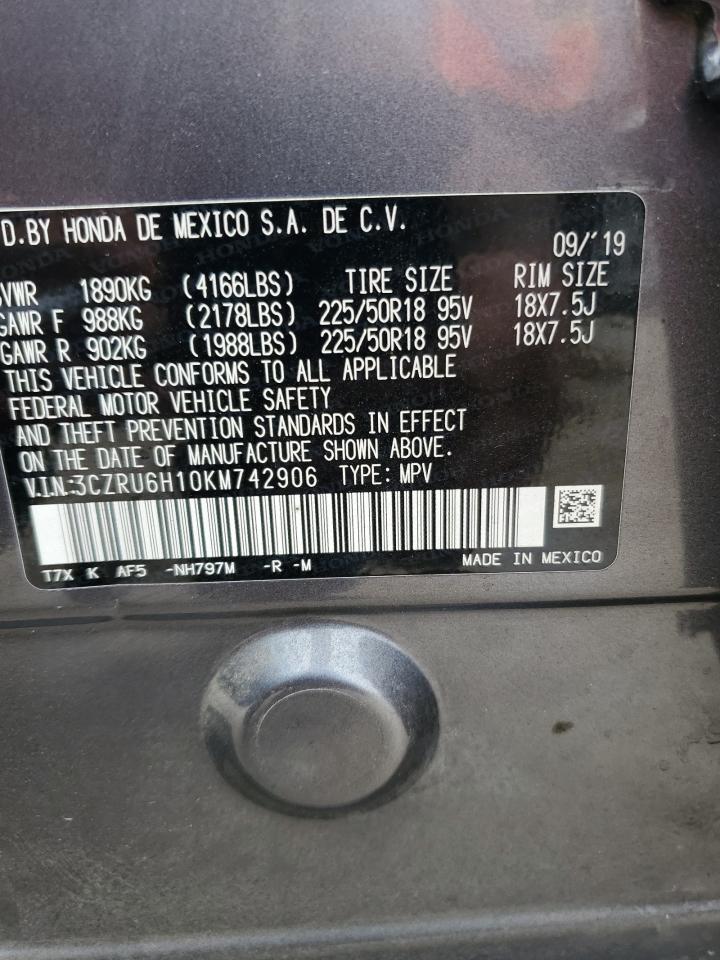 D.BY HONDA DE MEXICO S.A. DE C.V.
09/'19
GVWR 1890KG (4166LBS) TIRE SIZE RIM SIZE
GAWR F 988KG (2178LBS) 225/50R18 95V 18X7.5J
GAWR R 902KG (1988LBS) 225/50R18 95V 18X7.5J
THIS VEHICLE CONFORMS TO ALL APPLICABLE
FEDERAL MOTOR VEHICLE SAFETY
AND THEFT PREVENTION STANDARDS IN EFFECT
ON THE DATE OF MANUFACTURE SHOWN ABOVE.
V.I.N.:3CZRU6H10KM742906 TYPE: MPV
T7X K AF5 -NH797M -R -M MADE IN MEXICO